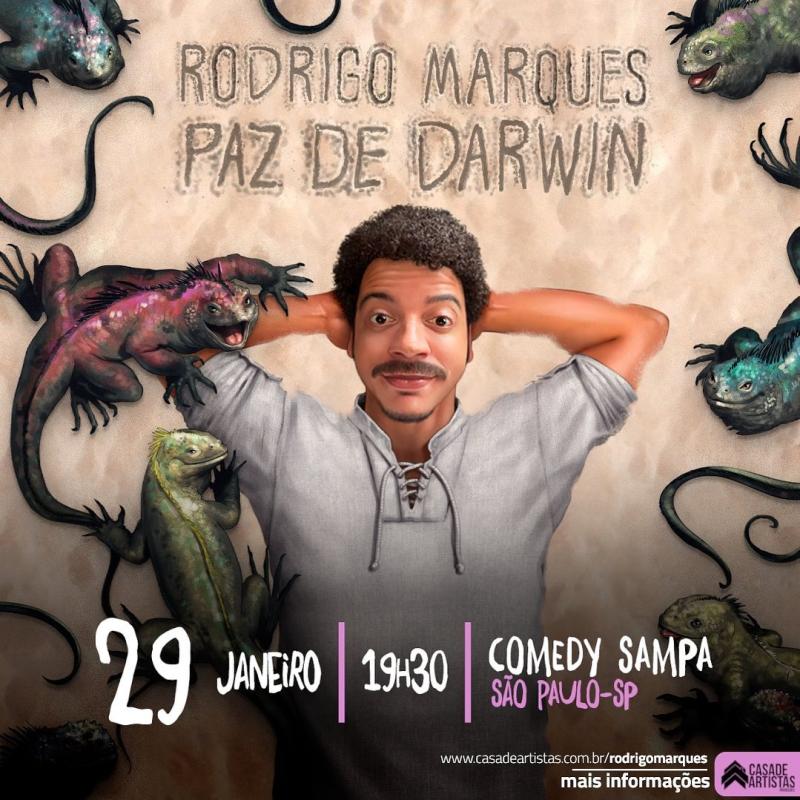 RODRIGO MARQUES
PAZ DE DARWIN
29 JANEIRO
19H30
COMEDY SAMPA
SÃO PAULO-SP
www.casadeartistas.com.br/rodrigomarques
mais informações
CASA DE
ARTISTAS